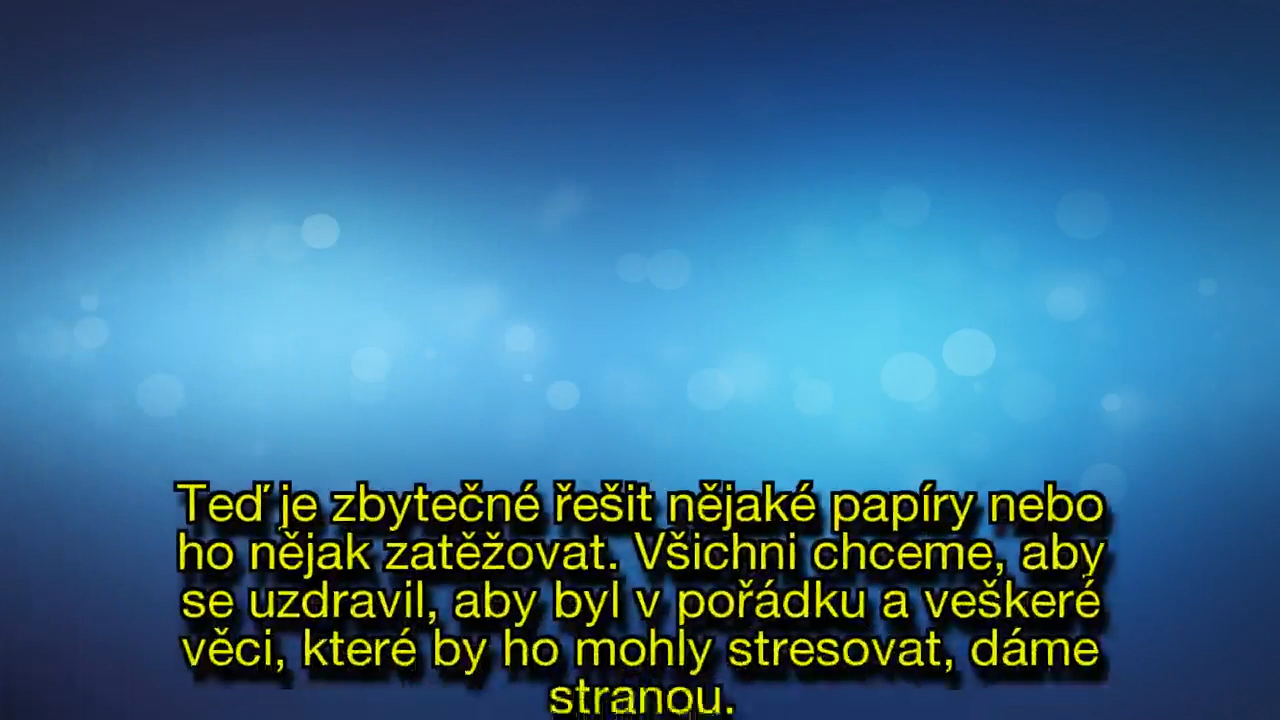 Teď je zbytečné řešit nějaké papíry nebo
ho nějak zatěžovat. Všichni chceme, aby
se uzdravil, aby byl v pořádku a veškeré
věci, které by ho mohly stresovat, dáme
stranou.